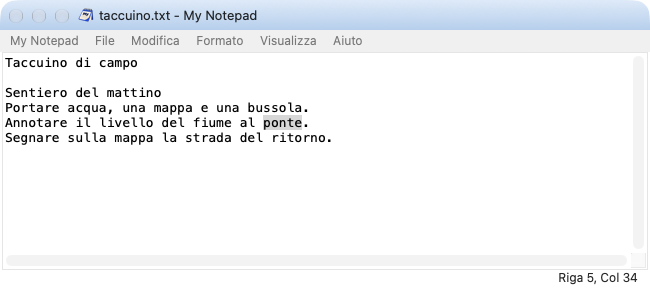 taccuino.txt - My Notepad
My Notepad File Modifica Formato Visualizza Aiuto
Taccuino di campo
Sentiero del mattino
Portare acqua, una mappa e una bussola.
Annotare il livello del fiume al ponte.
Segnare sulla mappa la strada del ritorno.
Riga 5, Col 34